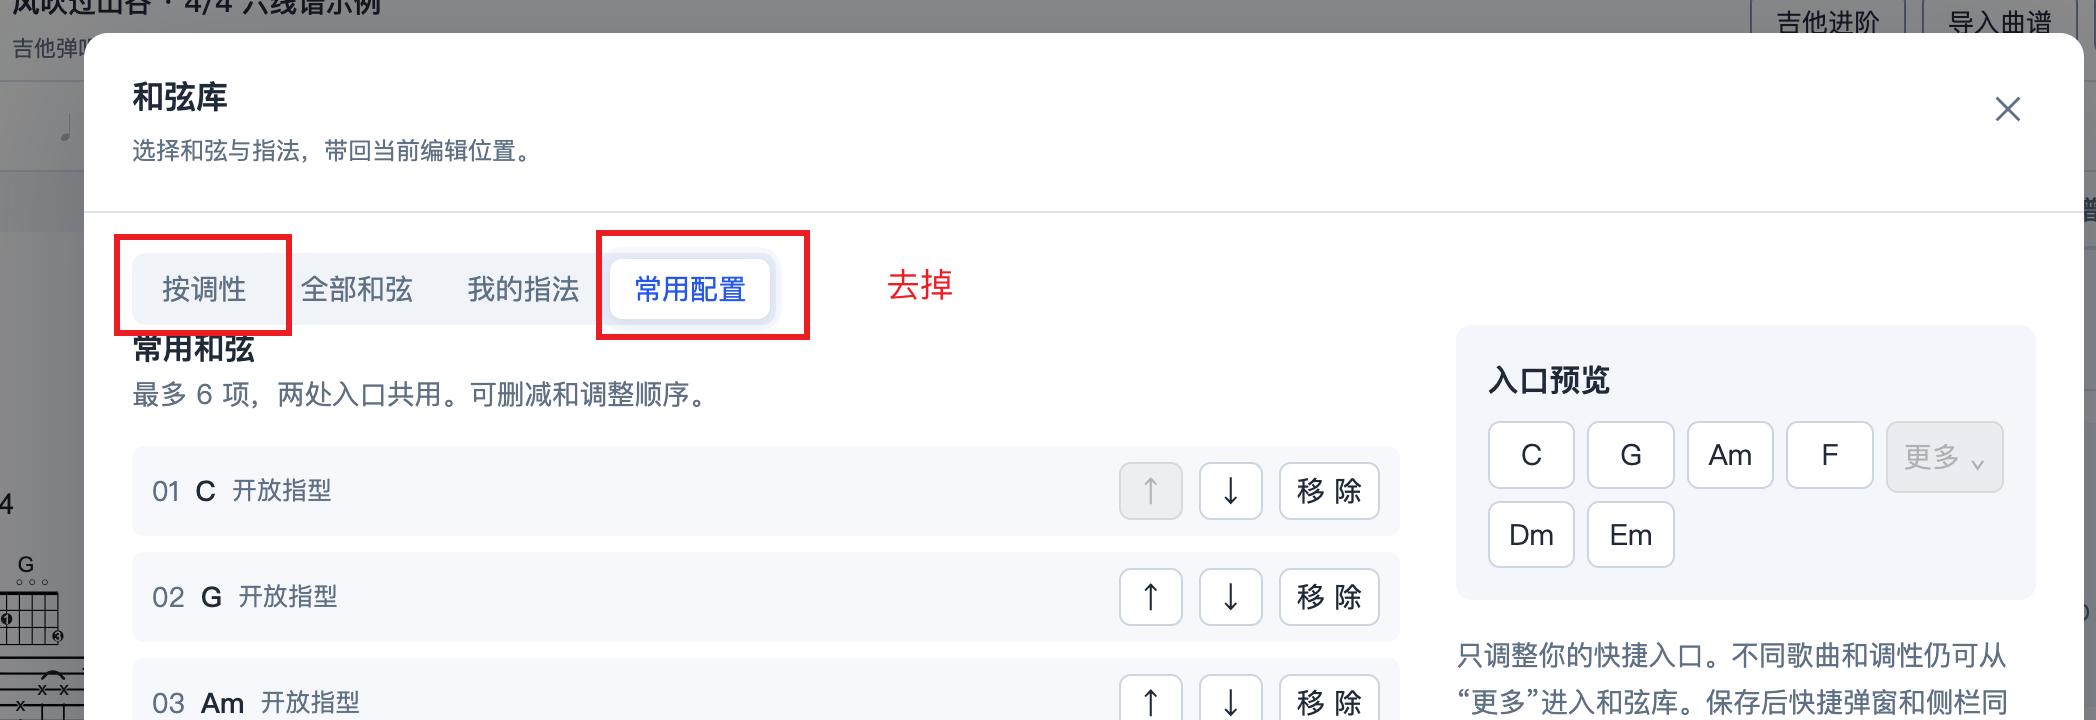 风吹过山谷 · 4/4 六线谱示例
吉他进阶
导入曲谱
吉他弹
和弦库
选择和弦与指法，带回当前编辑位置。
按调性
全部和弦
我的指法
常用配置
去掉
常用和弦
最多 6 项，两处入口共用。可删减和调整顺序。
01 C 开放指型
↑
↓
移 除
02 G 开放指型
↑
↓
移 除
03 Am 开放指型
↑
↓
移 除
入口预览
C
G
Am
F
更多
Dm
Em
只调整你的快捷入口。不同歌曲和调性仍可从
“更多”进入和弦库。保存后快捷弹窗和侧栏同
4
G
1
3
x x
x